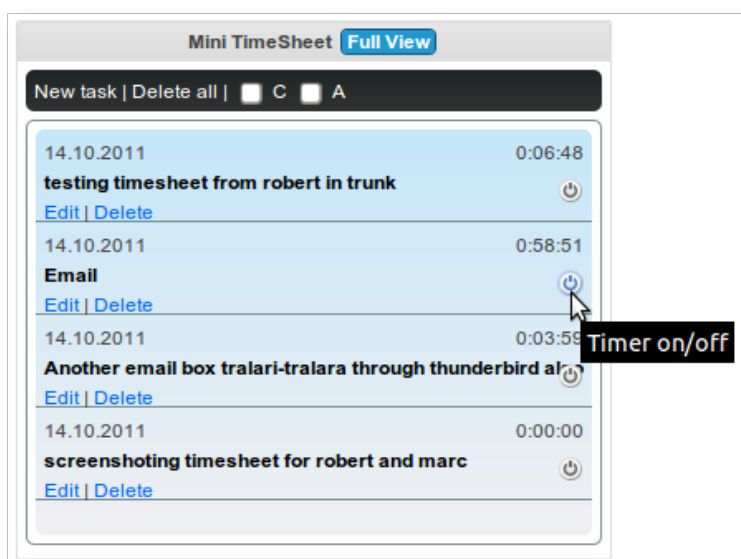 Mini TimeSheet Full View
New task | Delete all | C A
14.10.2011 0:06:48
testing timesheet from robert in trunk
Edit | Delete
14.10.2011 0:58:51
Email
Edit | Delete
14.10.2011 0:03:59
Timer on/off
Another email box tralari-tralara through thunderbird
Edit | Delete
14.10.2011 0:00:00
screenshoting timesheet for robert and marc
Edit | Delete